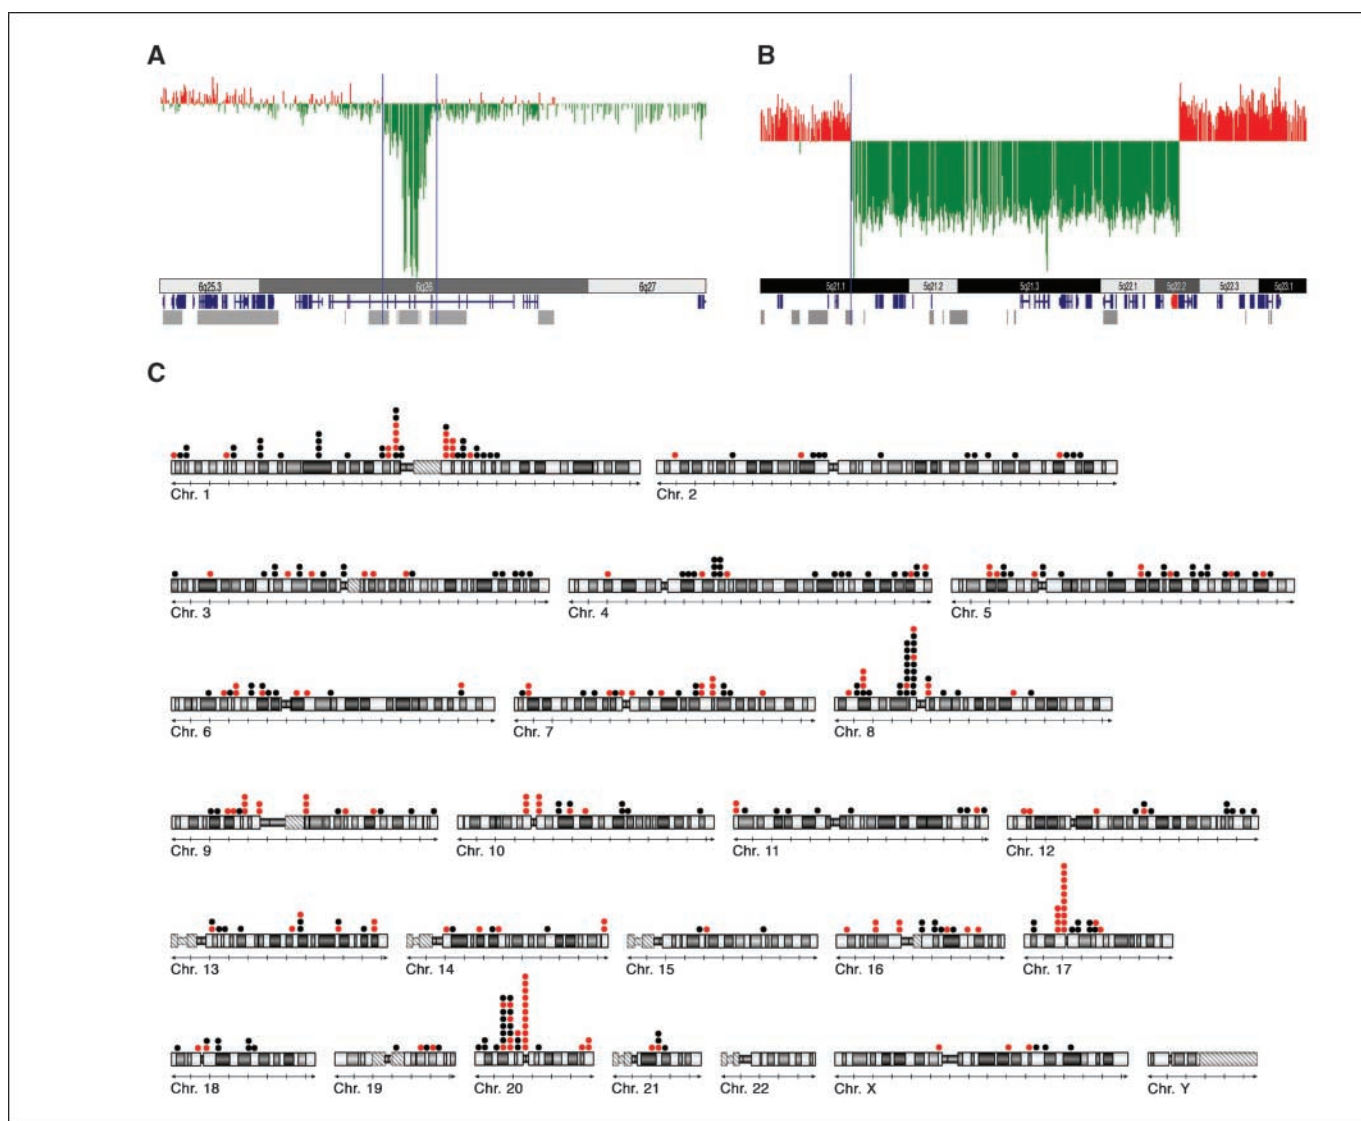 A
B
6q25.3 6q26 6q27
5q21.1 5q21.2 5q21.3 5q22.1 5q22.2 5q22.3 5q23.1
C
Chr. 1 Chr. 2
Chr. 3 Chr. 4 Chr. 5
Chr. 6 Chr. 7 Chr. 8
Chr. 9 Chr. 10 Chr. 11 Chr. 12
Chr. 13 Chr. 14 Chr. 15 Chr. 16 Chr. 17
Chr. 18 Chr. 19 Chr. 20 Chr. 21 Chr. 22 Chr. X Chr. Y